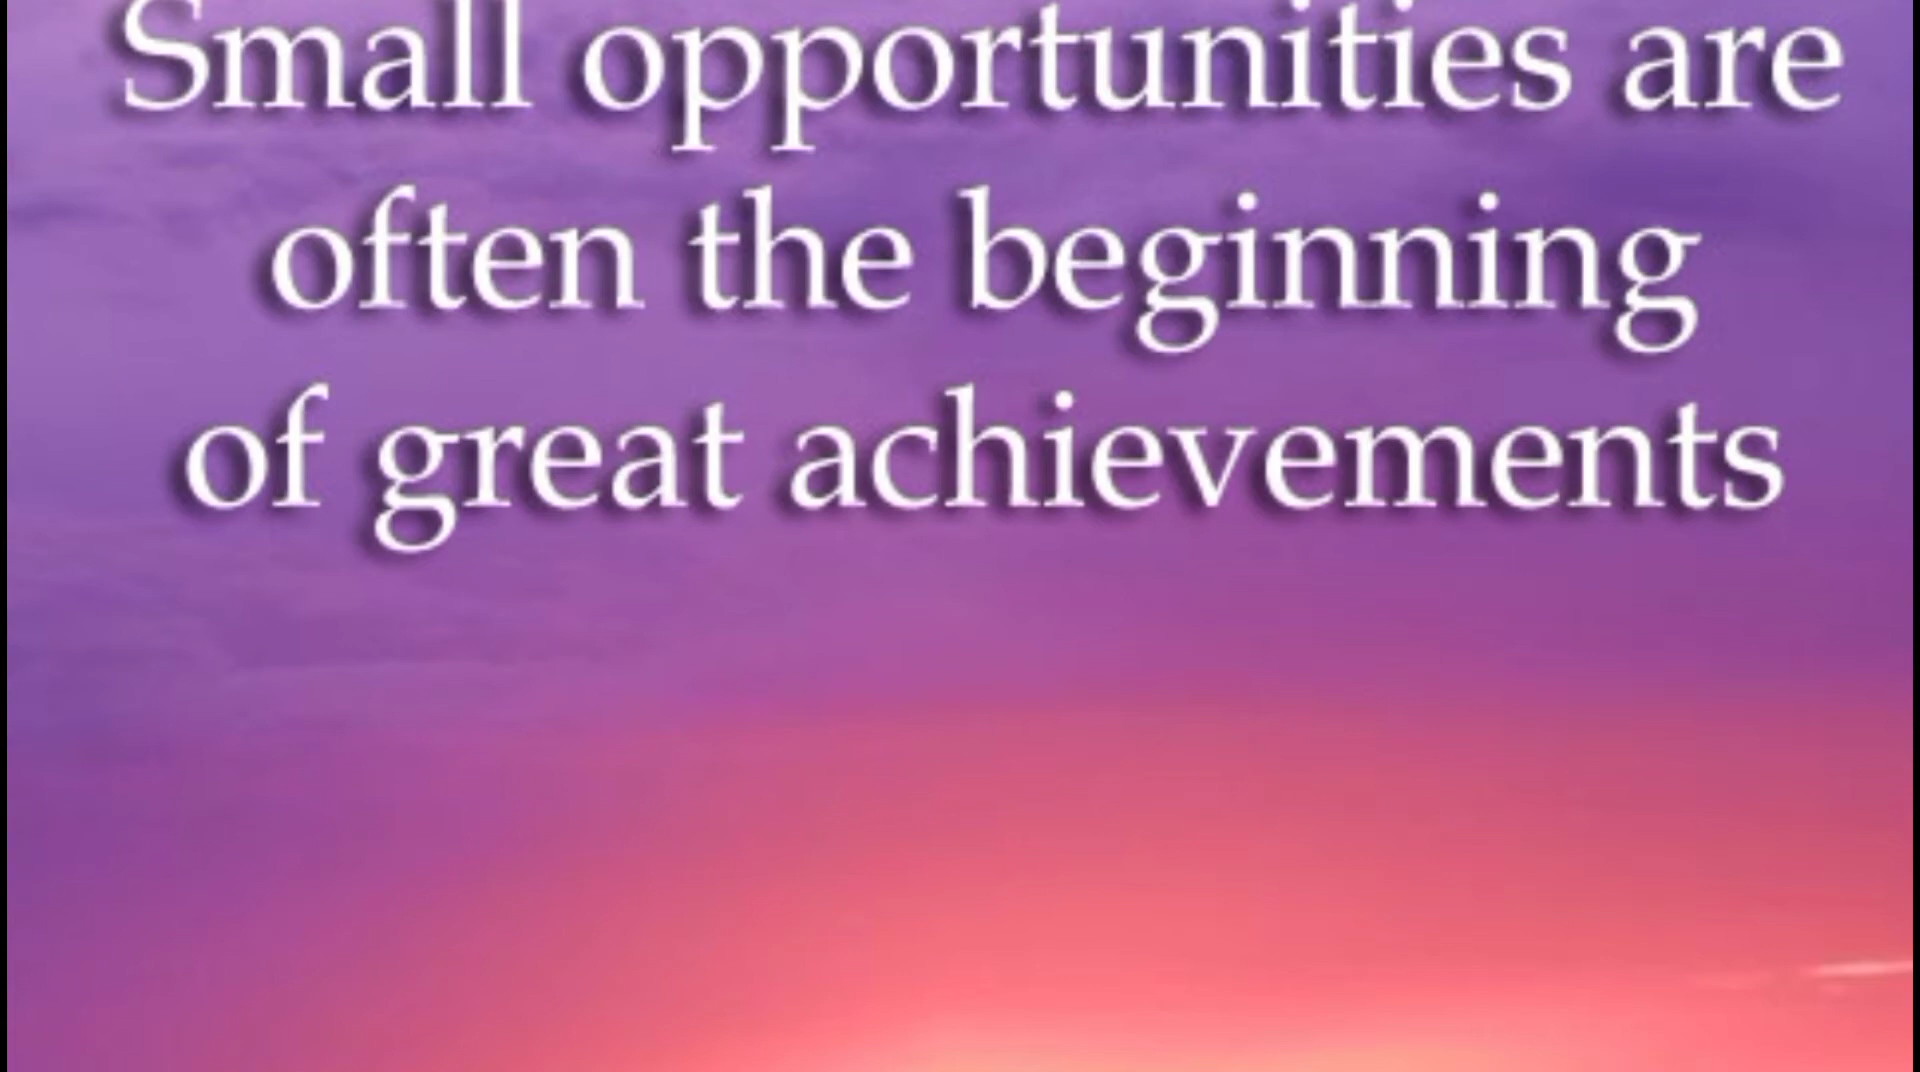 Small opportunities are
often the beginning
of great achievements